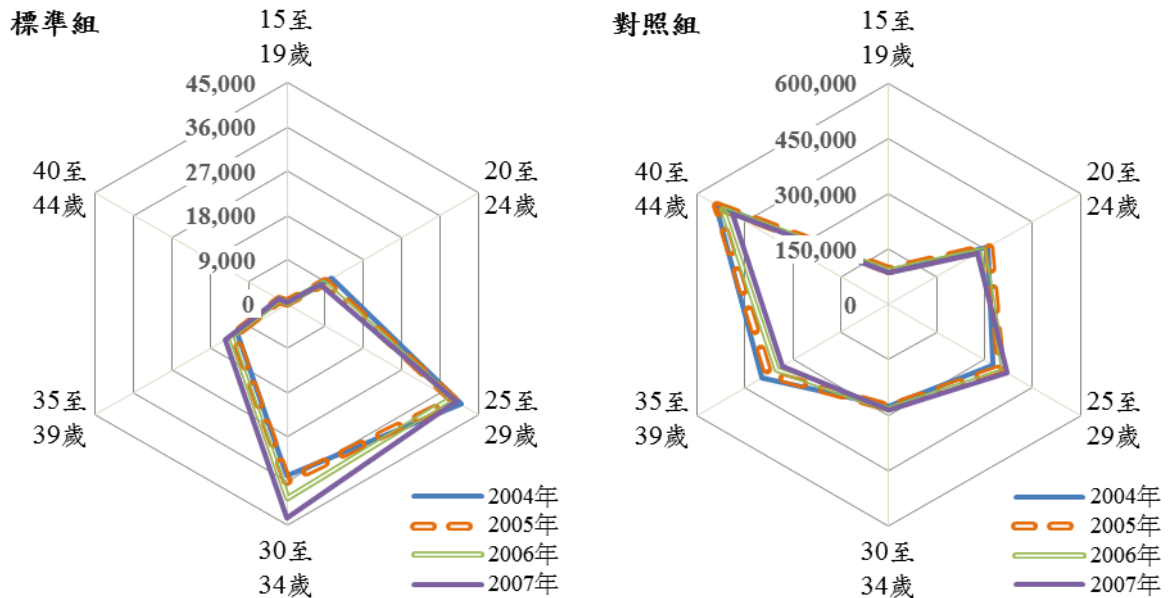 標準組
15至
19歲
45,000
36,000
27,000
18,000
9,000
0
20至
24歲
25至
29歲
30至
34歲
35至
39歲
40至
44歲
2004年
2005年
2006年
2007年
對照組
15至
19歲
600,000
450,000
300,000
150,000
0
20至
24歲
25至
29歲
30至
34歲
35至
39歲
40至
44歲
2004年
2005年
2006年
2007年